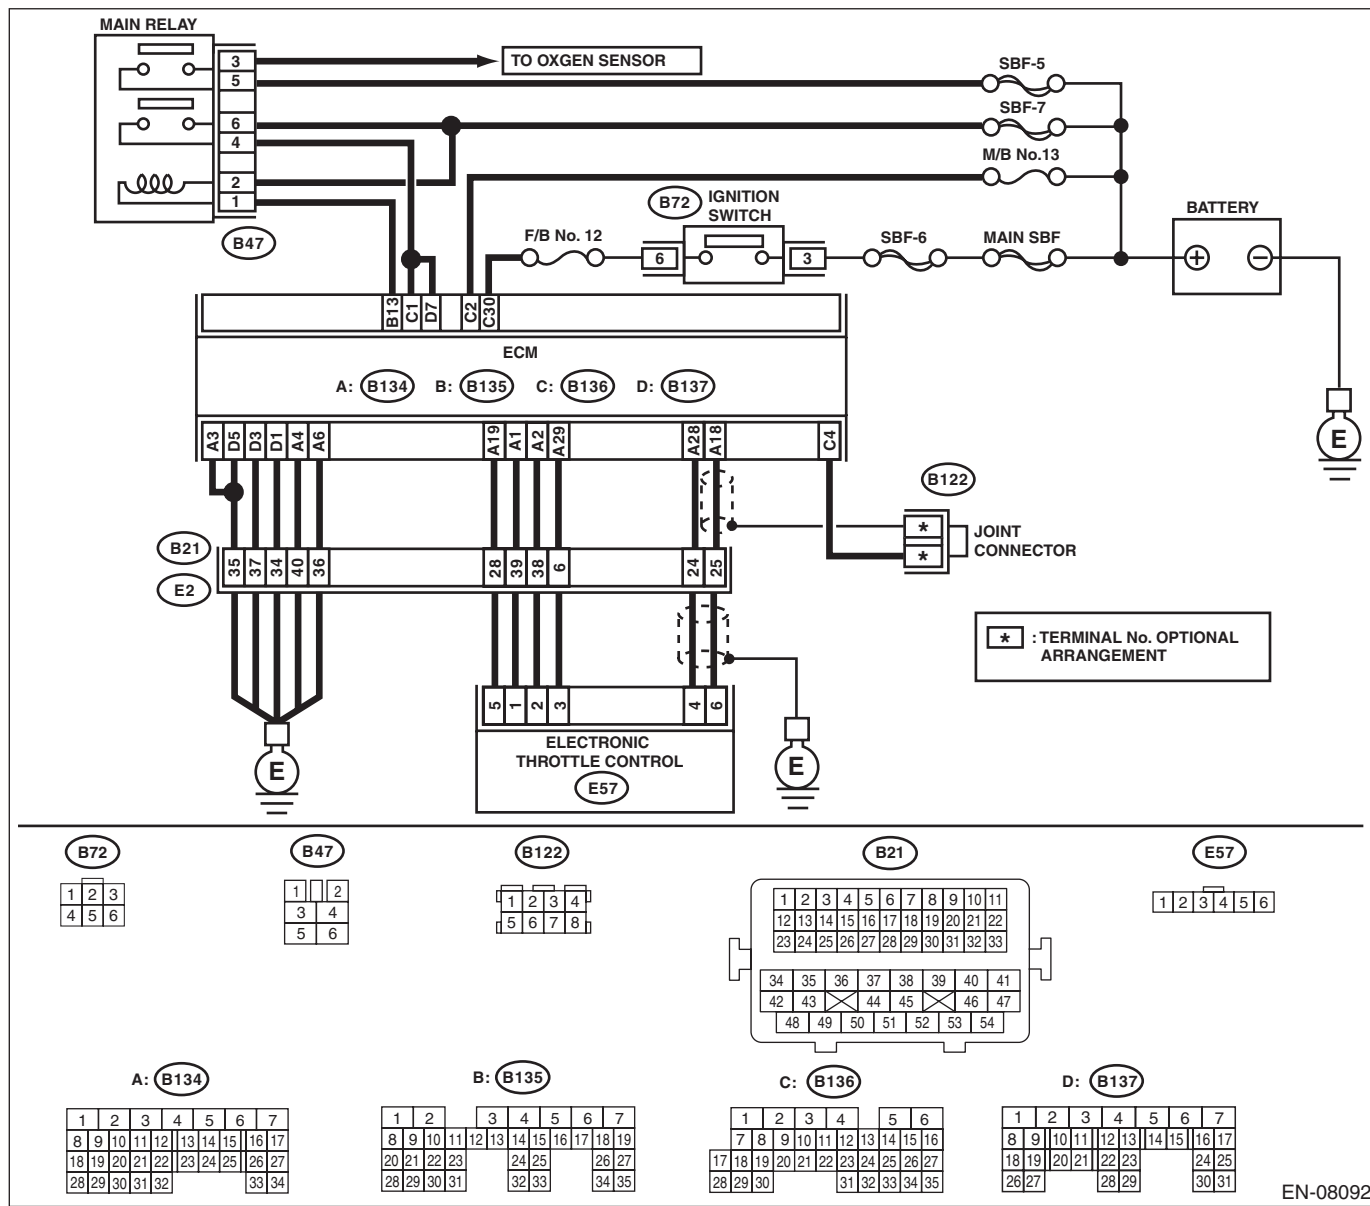 MAIN RELAY
3
TO OXGEN SENSOR
5
SBF-5
6
SBF-7
4
M/B No.13
2
1
B47
B72 IGNITION
SWITCH
F/B No. 12
6
3
SBF-6
MAIN SBF
BATTERY
+ −
E
B13 C1 D7 C2 C30
ECM
A: B134 B: B135 C: B136 D: B137
A3 D5 D3 D1 A4 A6 A19 A1 A2 A29 A28 A18 C4
B122
*
*
JOINT
CONNECTOR
B21
35 37 34 40 36 28 39 38 6 24 25
E2
* : TERMINAL No. OPTIONAL
ARRANGEMENT
5 1 2 3 4 6
ELECTRONIC
THROTTLE CONTROL
E57
E
E
B72
1 2 3
4 5 6
B47
1 2
3 4
5 6
B122
1 2 3 4
5 6 7 8
B21
1 2 3 4 5 6 7 8 9 10 11
12 13 14 15 16 17 18 19 20 21 22
23 24 25 26 27 28 29 30 31 32 33
34 35 36 37 38 39 40 41
42 43 44 45 46 47
48 49 50 51 52 53 54
E57
1 2 3 4 5 6
A: B134
1 2 3 4 5 6 7
8 9 10 11 12 13 14 15 16 17
18 19 20 21 22 23 24 25 26 27
28 29 30 31 32 33 34
B: B135
1 2 3 4 5 6 7
8 9 10 11 12 13 14 15 16 17 18 19
20 21 22 23 24 25 26 27
28 29 30 31 32 33 34 35
C: B136
1 2 3 4 5 6
7 8 9 10 11 12 13 14 15 16
17 18 19 20 21 22 23 24 25 26 27
28 29 30 31 32 33 34 35
D: B137
1 2 3 4 5 6 7
8 9 10 11 12 13 14 15 16 17
18 19 20 21 22 23 24 25
26 27 28 29 30 31
EN-08092